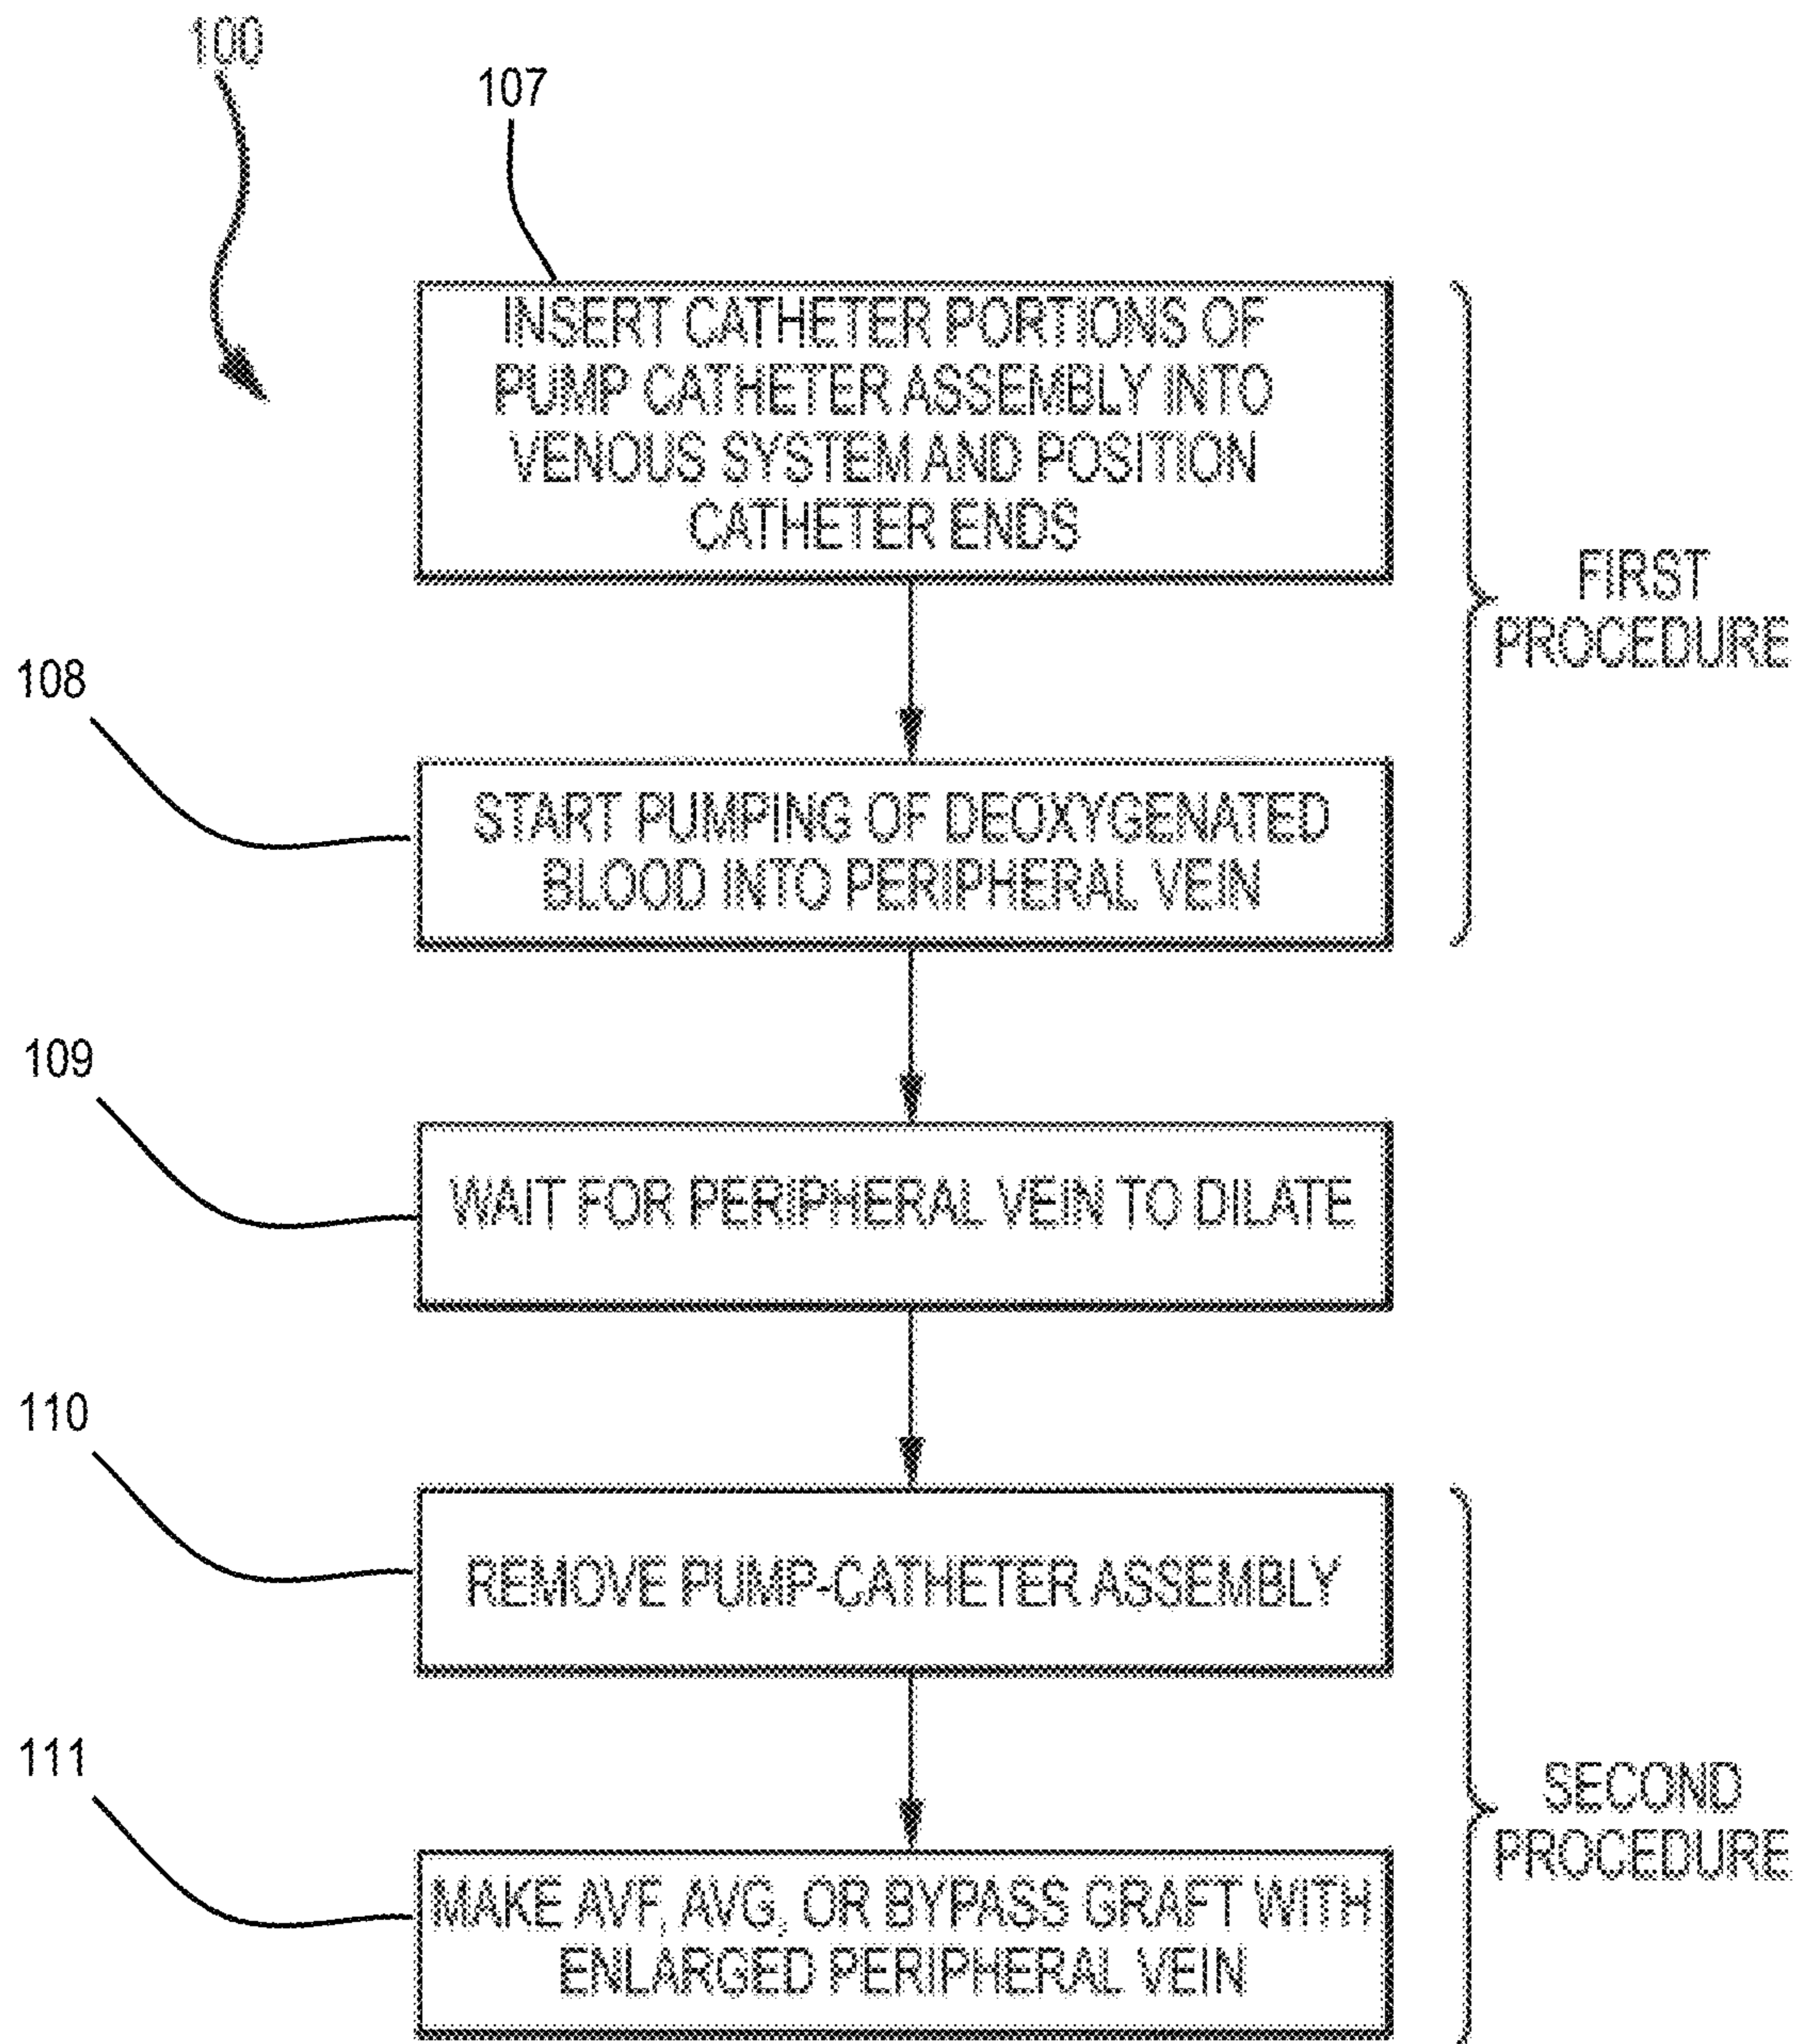 100
107
INSERT CATHETER PORTIONS OF
PUMP CATHETER ASSEMBLY INTO
VENOUS SYSTEM AND POSITION
CATHETER ENDS
FIRST
PROCEDURE
108
START PUMPING OF DEOXYGENATED
BLOOD INTO PERIPHERAL VEIN
109
WAIT FOR PERIPHERAL VEIN TO DILATE
110
REMOVE PUMP-CATHETER ASSEMBLY
111
MAKE AVF, AVG, OR BYPASS GRAFT WITH
ENLARGED PERIPHERAL VEIN
SECOND
PROCEDURE